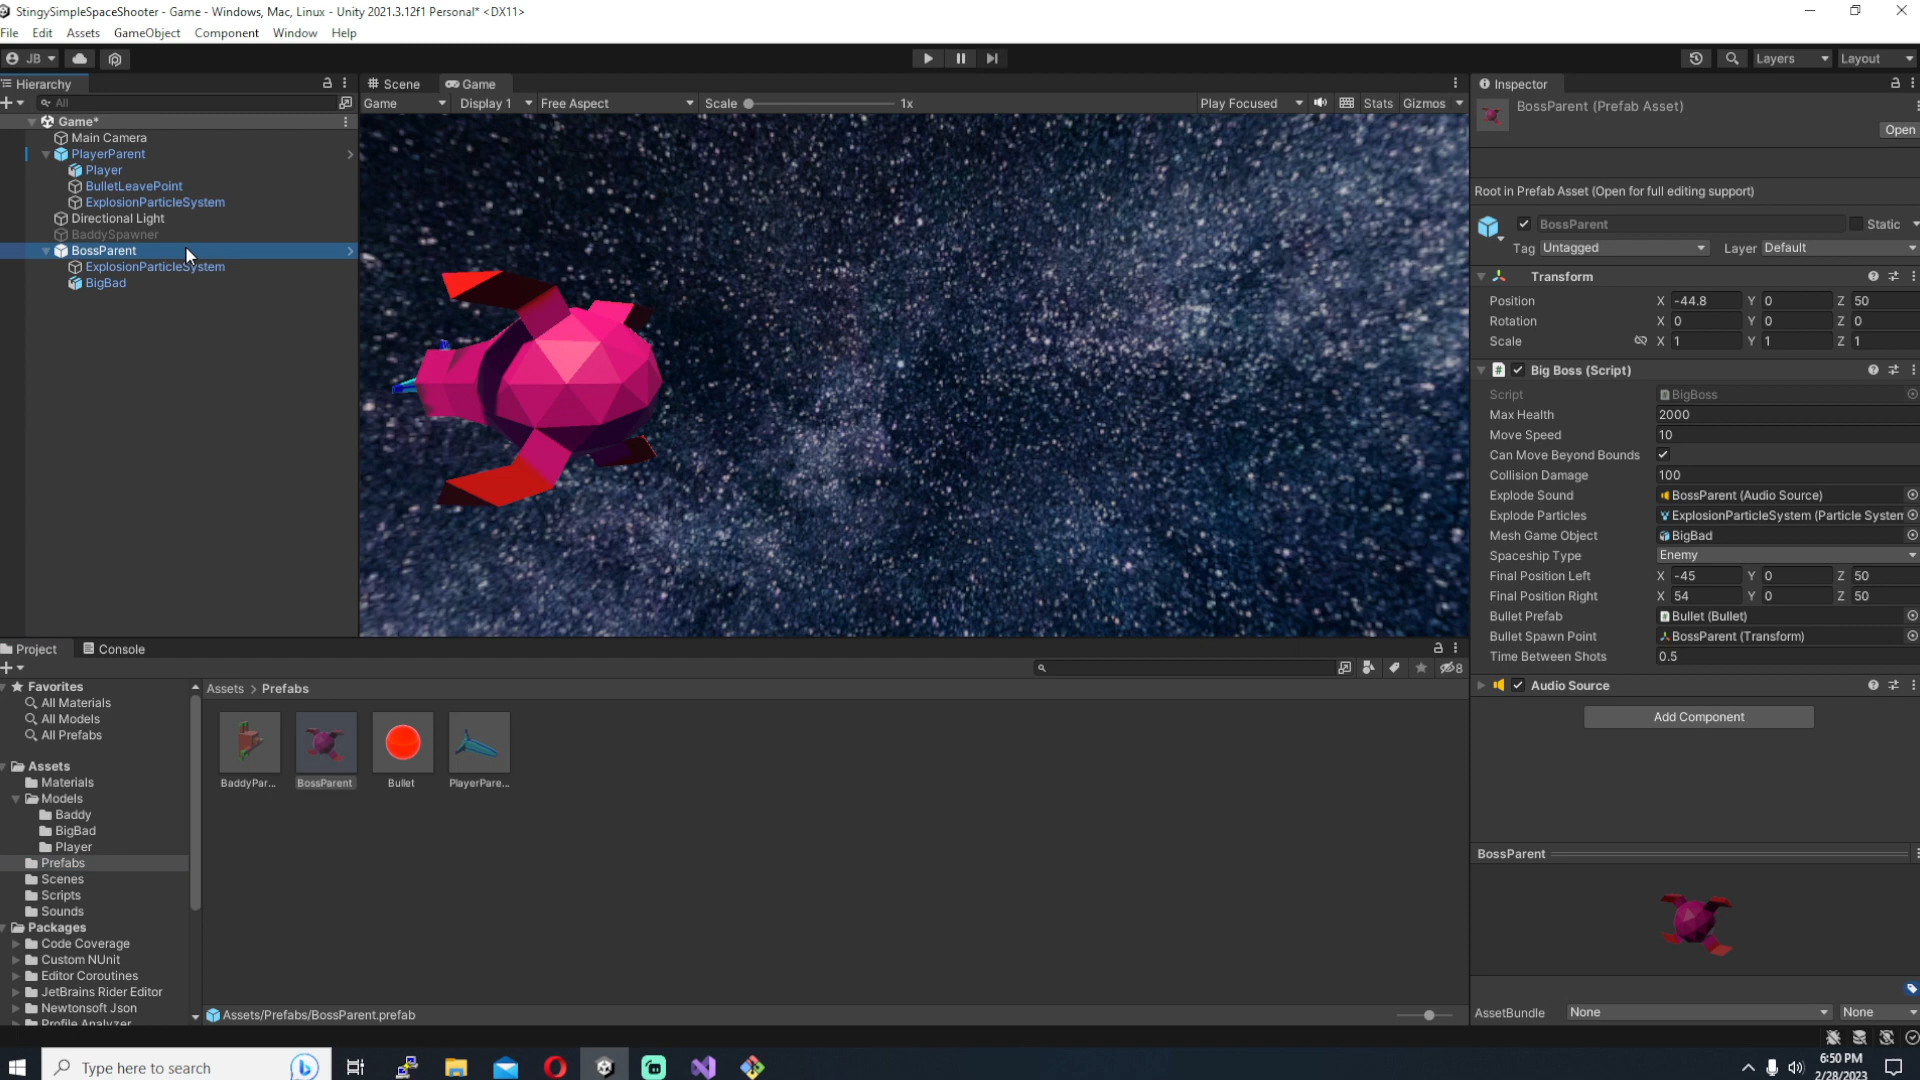 StingySimpleSpaceShooter - Game - Windows, Mac, Linux - Unity 2021.3.12f1 Personal* <DX11>
File Edit Assets GameObject Component Window Help
JB Layers Layout
Hierarchy
All
Game*
Main Camera
PlayerParent
Player
BulletLeavePoint
ExplosionParticleSystem
Directional Light
BaddySpawner
BossParent
ExplosionParticleSystem
BigBad
Scene Game
Game Display 1 Free Aspect Scale 1x Play Focused Stats Gizmos
Inspector
BossParent (Prefab Asset)
Open
Root in Prefab Asset (Open for full editing support)
BossParent Static
Tag Untagged Layer Default
Transform
Position X -44.8 Y 0 Z 50
Rotation X 0 Y 0 Z 0
Scale X 1 Y 1 Z 1
# Big Boss (Script)
Script BigBoss
Max Health 2000
Move Speed 10
Can Move Beyond Bounds
Collision Damage 100
Explode Sound BossParent (Audio Source)
Explode Particles ExplosionParticleSystem (Particle System
Mesh Game Object BigBad
Spaceship Type Enemy
Final Position Left X -45 Y 0 Z 50
Final Position Right X 54 Y 0 Z 50
Bullet Prefab Bullet (Bullet)
Bullet Spawn Point BossParent (Transform)
Time Between Shots 0.5
Audio Source
Add Component
BossParent
AssetBundle None None
Project Console
8
Favorites
All Materials
All Models
All Prefabs
Assets
Materials
Models
Baddy
BigBad
Player
Prefabs
Scenes
Scripts
Sounds
Packages
Code Coverage
Custom NUnit
Editor Coroutines
JetBrains Rider Editor
Newtonsoft Json
Profile Analyzer
Assets > Prefabs
BaddyPar... BossParent Bullet PlayerPare...
Assets/Prefabs/BossParent.prefab
Type here to search
6:50 PM
2/28/2023